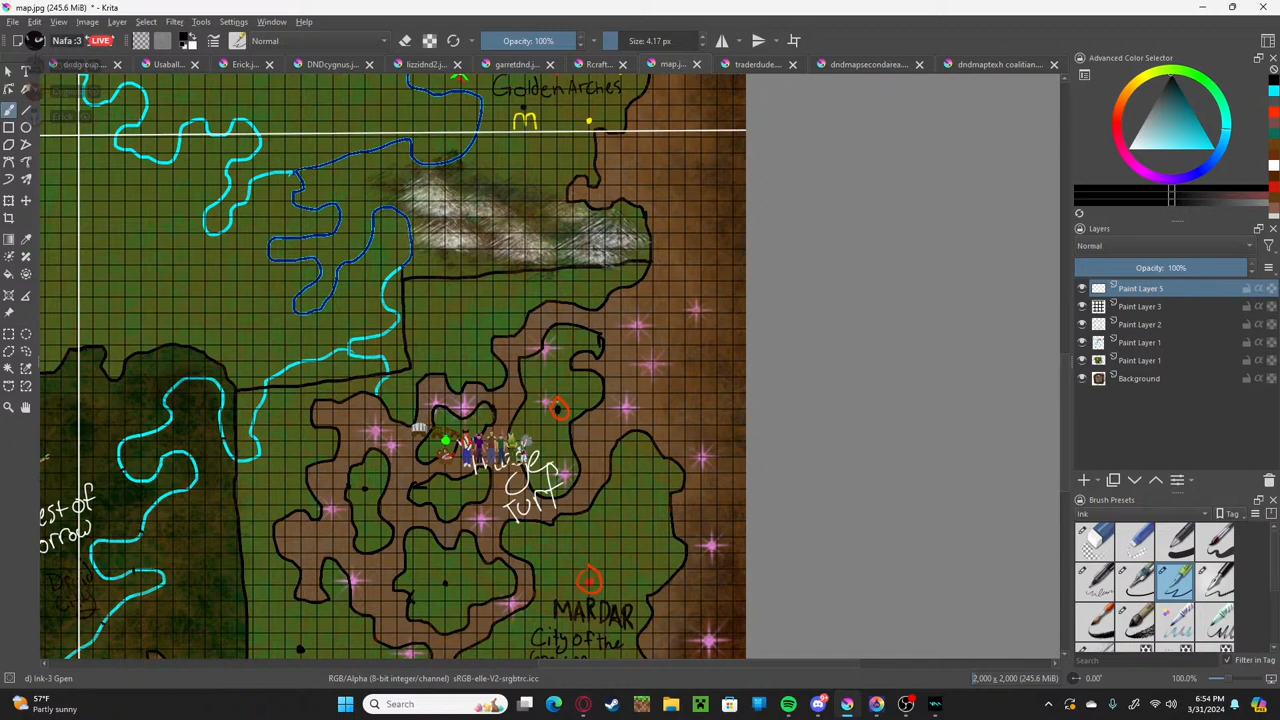 map.jpg (245.6 MiB) * - Krita
File Edit View Image Layer Select Filter Tools Settings Window Help
Nafa :3 LIVE
Normal
Opacity: 100%
Size: 4.17 px
dndgroup....
Usaball...
Erick.j...
DNDcygnus.j...
lizzidnd2.j...
garretdnd.j...
Rcraft...
map.j...
traderdude....
dndmapsecondarea....
dndmaptexh coalitian....
Erick
Golden Arches
m
Turf
est of
orrow
MARDAR
City of the
Advanced Color Selector
Layers
Normal
Opacity: 100%
Paint Layer 5
Paint Layer 3
Paint Layer 2
Paint Layer 1
Paint Layer 1
Background
Brush Presets
Ink
Tag
Search
Filter in Tag
d) Ink-3 Gpen
RGB/Alpha (8-bit integer/channel) sRGB-elle-V2-srgbtrc.icc
2,000 x 2,000 (245.6 MiB)
0.00°
100.0%
57°F
Partly sunny
Search
6:54 PM
3/31/2024